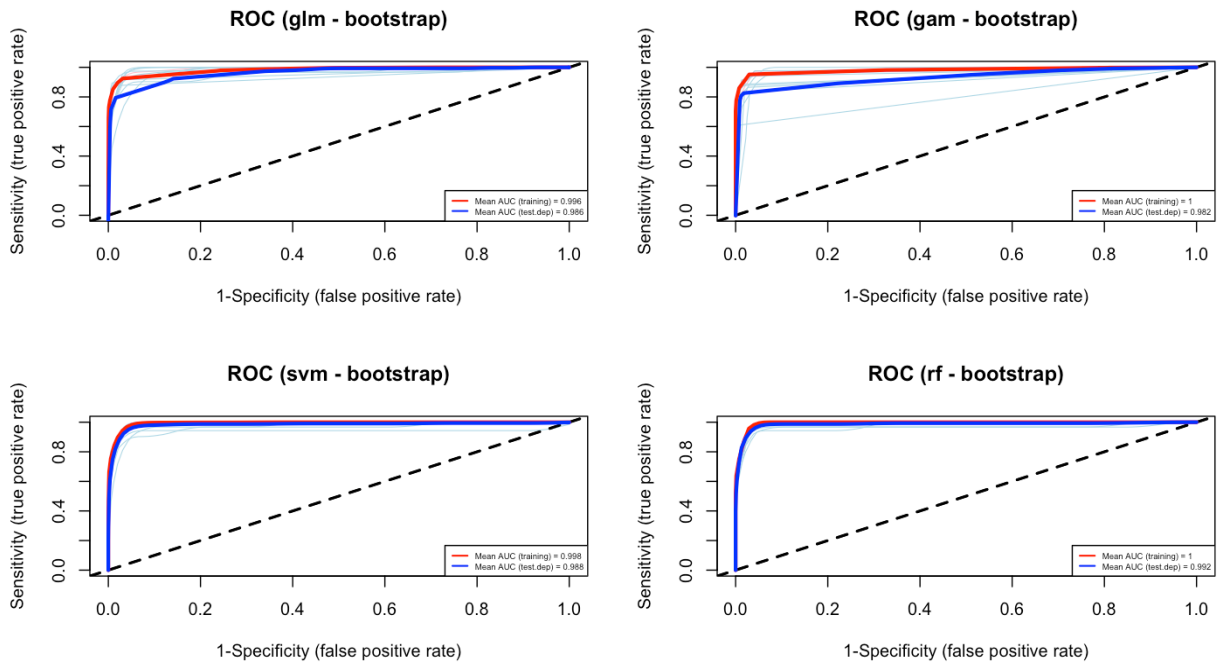 ROC (glm - bootstrap)
Sensitivity (true positive rate)
0.8
0.4
0.0
Mean AUC (training) = 0.996
Mean AUC (test.dep) = 0.986
0.0 0.2 0.4 0.6 0.8 1.0
1-Specificity (false positive rate)
ROC (gam - bootstrap)
Sensitivity (true positive rate)
0.8
0.4
0.0
Mean AUC (training) = 1
Mean AUC (test.dep) = 0.982
0.0 0.2 0.4 0.6 0.8 1.0
1-Specificity (false positive rate)
ROC (svm - bootstrap)
Sensitivity (true positive rate)
0.8
0.4
0.0
Mean AUC (training) = 0.998
Mean AUC (test.dep) = 0.988
0.0 0.2 0.4 0.6 0.8 1.0
1-Specificity (false positive rate)
ROC (rf - bootstrap)
Sensitivity (true positive rate)
0.8
0.4
0.0
Mean AUC (training) = 1
Mean AUC (test.dep) = 0.992
0.0 0.2 0.4 0.6 0.8 1.0
1-Specificity (false positive rate)